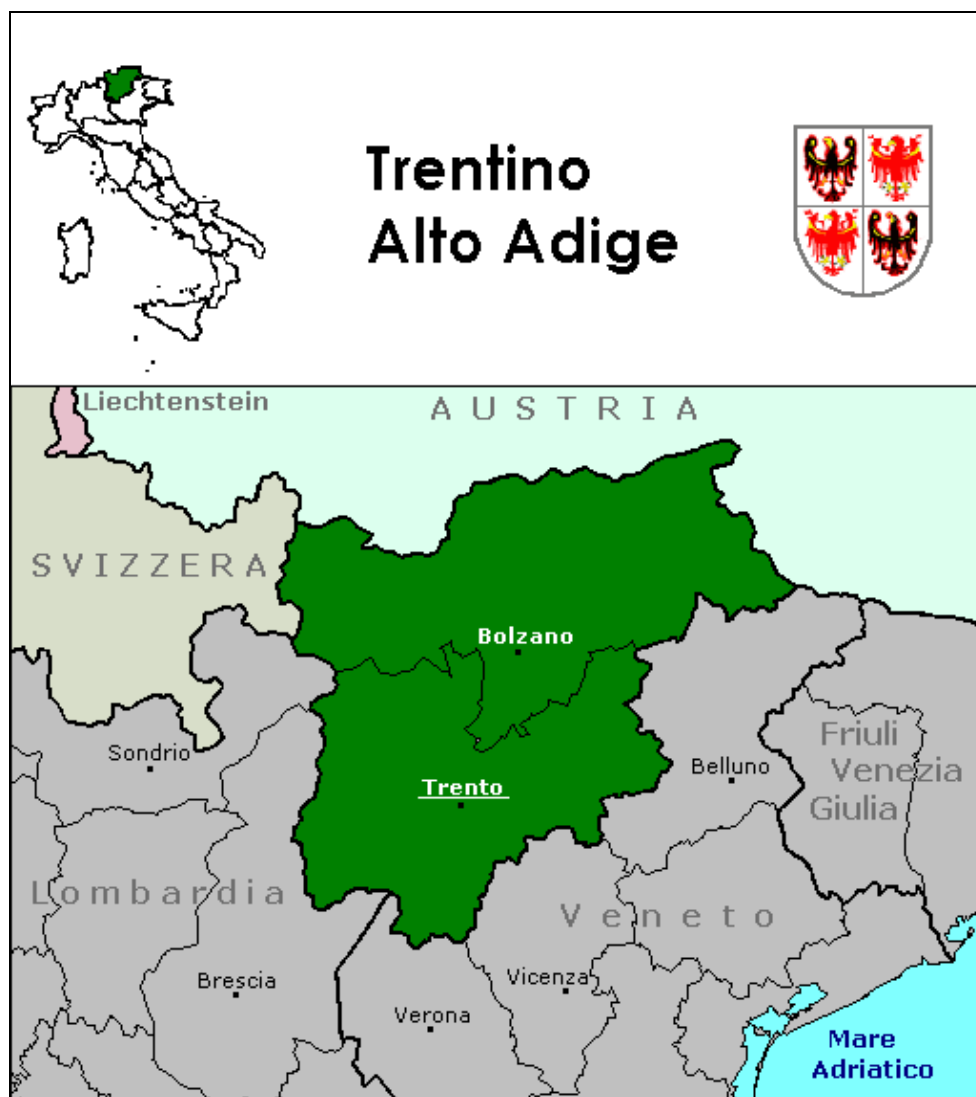 Trentino
Alto Adige
Liechtenstein
AUSTRIA
SVIZZERA
Bolzano
Sondrio
Trento
Belluno
Friuli
Venezia
Giulia
Lombardia
Veneto
Brescia
Vicenza
Verona
Mare
Adriatico